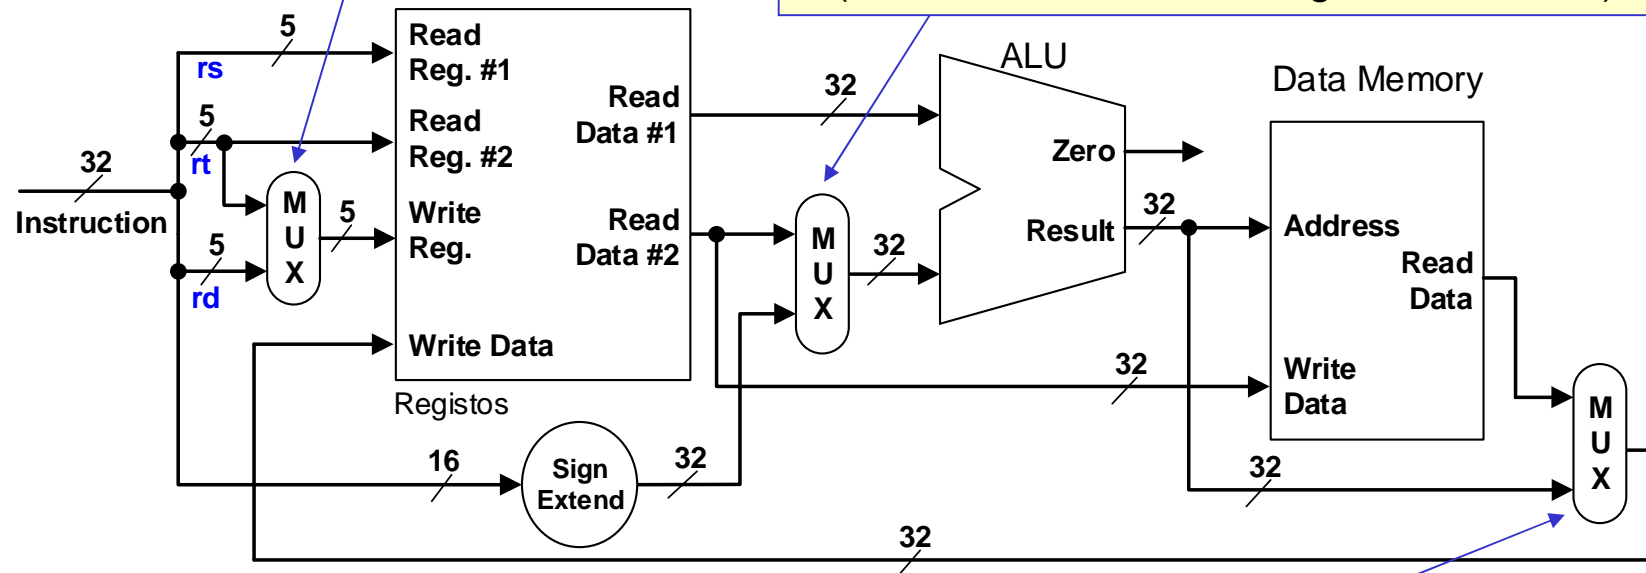 ALU
Data Memory
5
rs
Read
Reg. #1
Read
Data #1
32
5
rt
Read
Reg. #2
Zero
32
Instruction
M
U
X
5
Write
Reg.
Read
Data #2
M
U
X
32
Result
32
Address
Read
Data
5
rd
Write Data
Registos
32
Write
Data
M
U
X
16
Sign
Extend
32
32
32